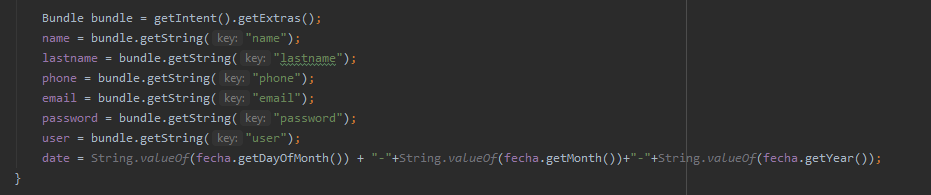 Bundle bundle = getIntent().getExtras();
name = bundle.getString( key: "name");
lastname = bundle.getString( key: "lastname");
phone = bundle.getString( key: "phone");
email = bundle.getString( key: "email");
password = bundle.getString( key: "password");
user = bundle.getString( key: "user");
date = String.valueOf(fecha.getDayOfMonth()) + "-"+String.valueOf(fecha.getMonth())+"-"+String.valueOf(fecha.getYear());
}